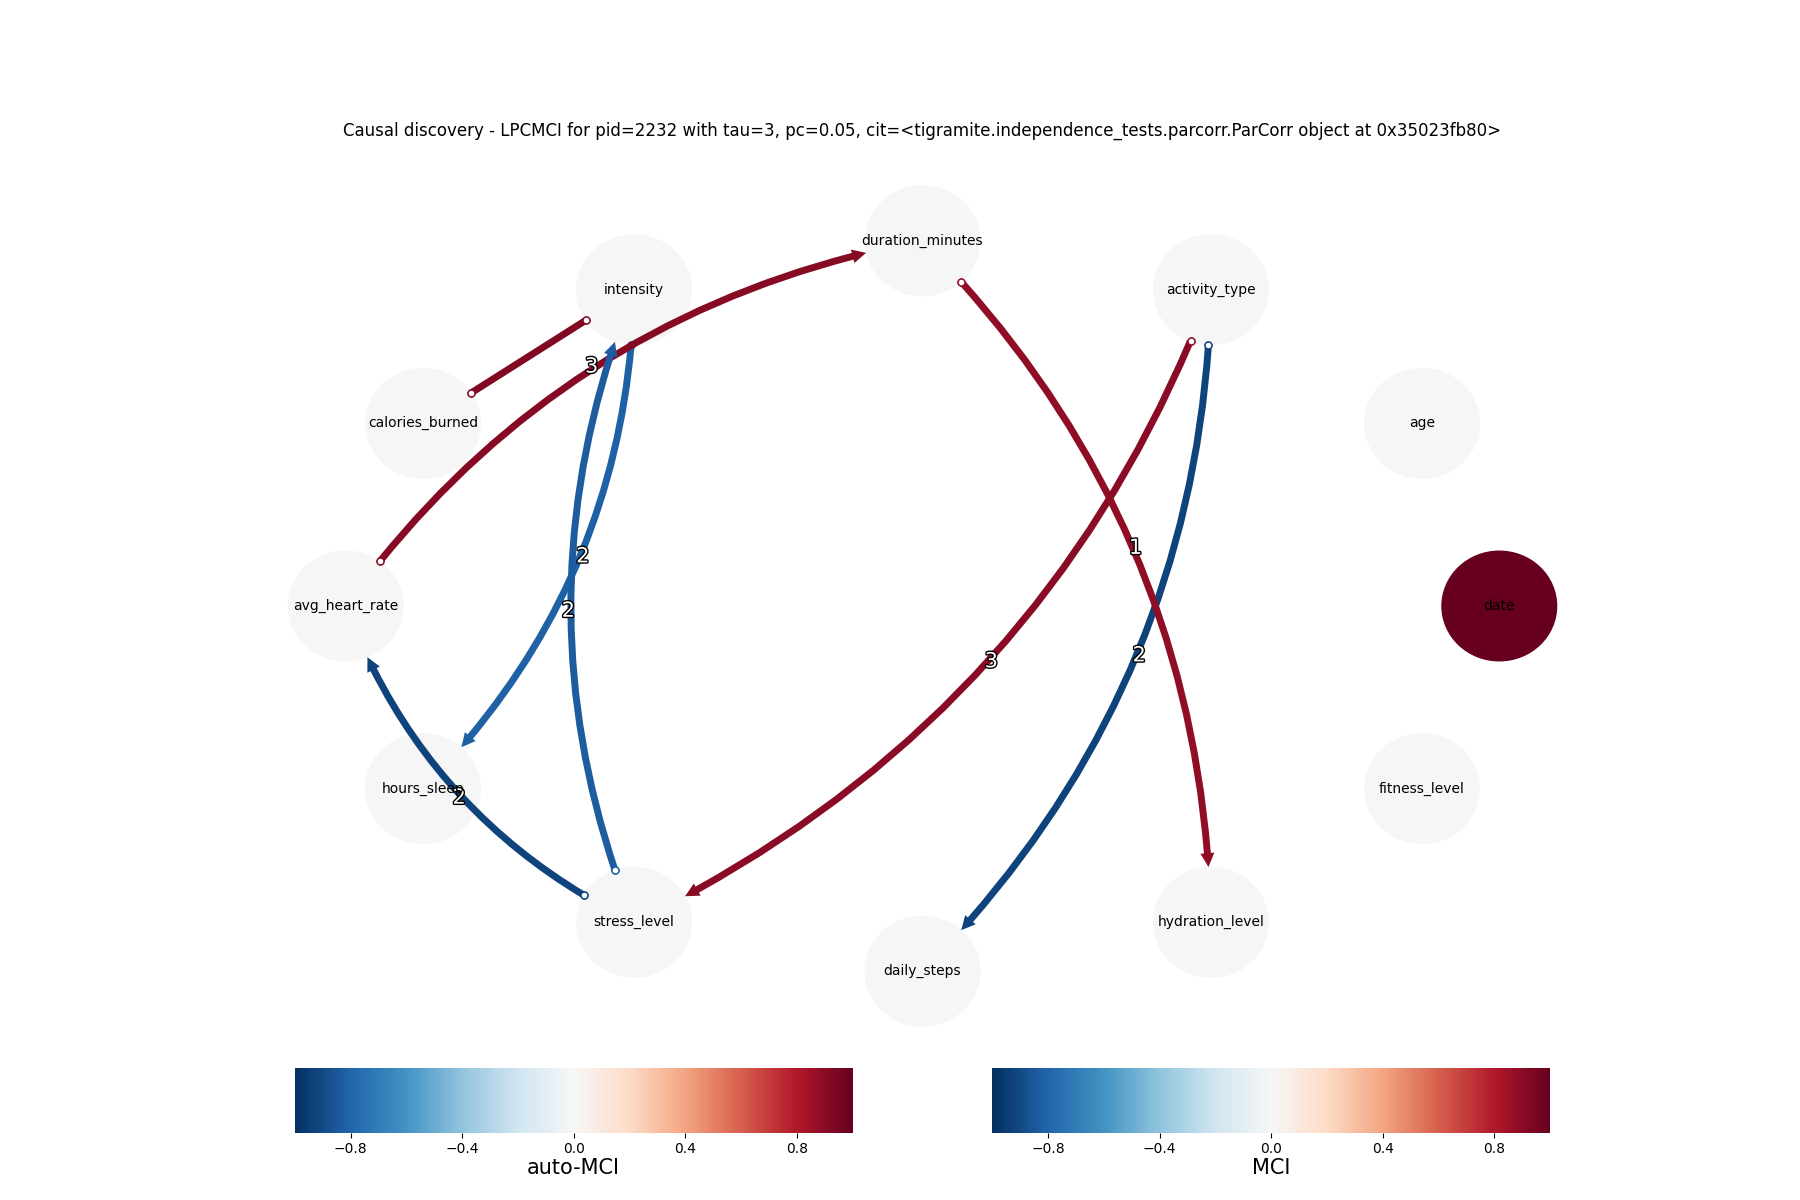 Causal discovery - LPCMCI for pid=2232 with tau=3, pc=0.05, cit=<tigramite.independence_tests.parcorr.ParCorr object at 0x35023fb80>
duration_minutes
intensity
activity_type
3
calories_burned
age
1
2
avg_heart_rate
2
date
2
3
hours_sleep
2
fitness_level
stress_level
hydration_level
daily_steps
−0.8 −0.4 0.0 0.4 0.8
auto-MCI
−0.8 −0.4 0.0 0.4 0.8
MCI